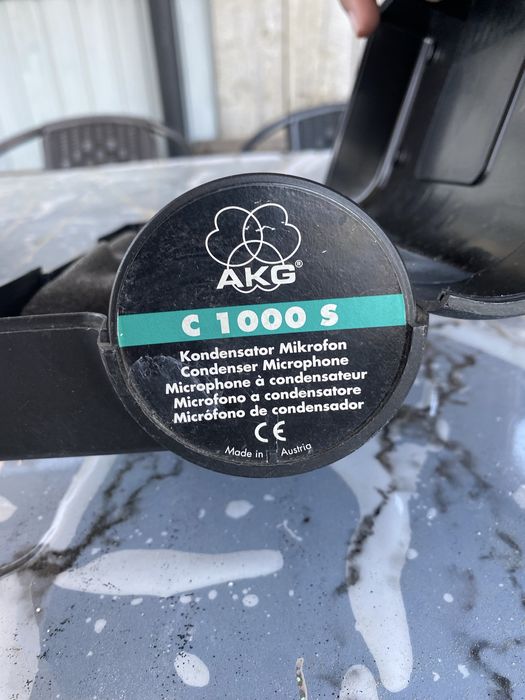 AKG®
C 1000 S
Kondensator Mikrofon
Condenser Microphone
Microphone à condensateur
Microfono a condensatore
Micrófono de condensador
CE
Made in Austria